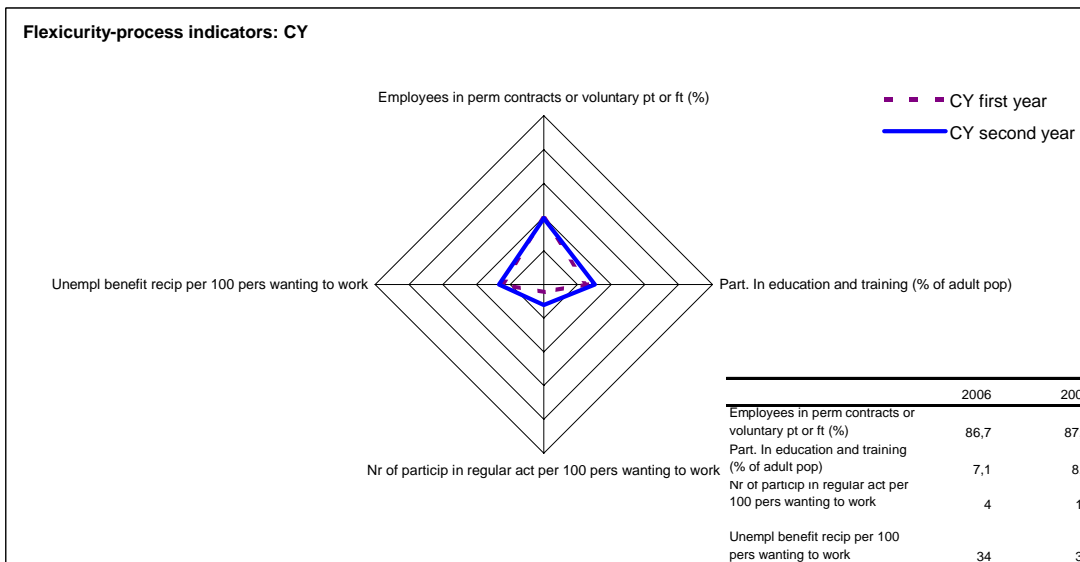 Flexicurity-process indicators: CY
Employees in perm contracts or voluntary pt or ft (%)
CY first year
CY second year
Unempl benefit recip per 100 pers wanting to work
Part. In education and training (% of adult pop)
Nr of particip in regular act per 100 pers wanting to work
2006
Employees in perm contracts or
voluntary pt or ft (%) 86,7
Part. In education and training
(% of adult pop) 7,1
Nr of particip in regular act per
100 pers wanting to work 4
Unempl benefit recip per 100
pers wanting to work 34